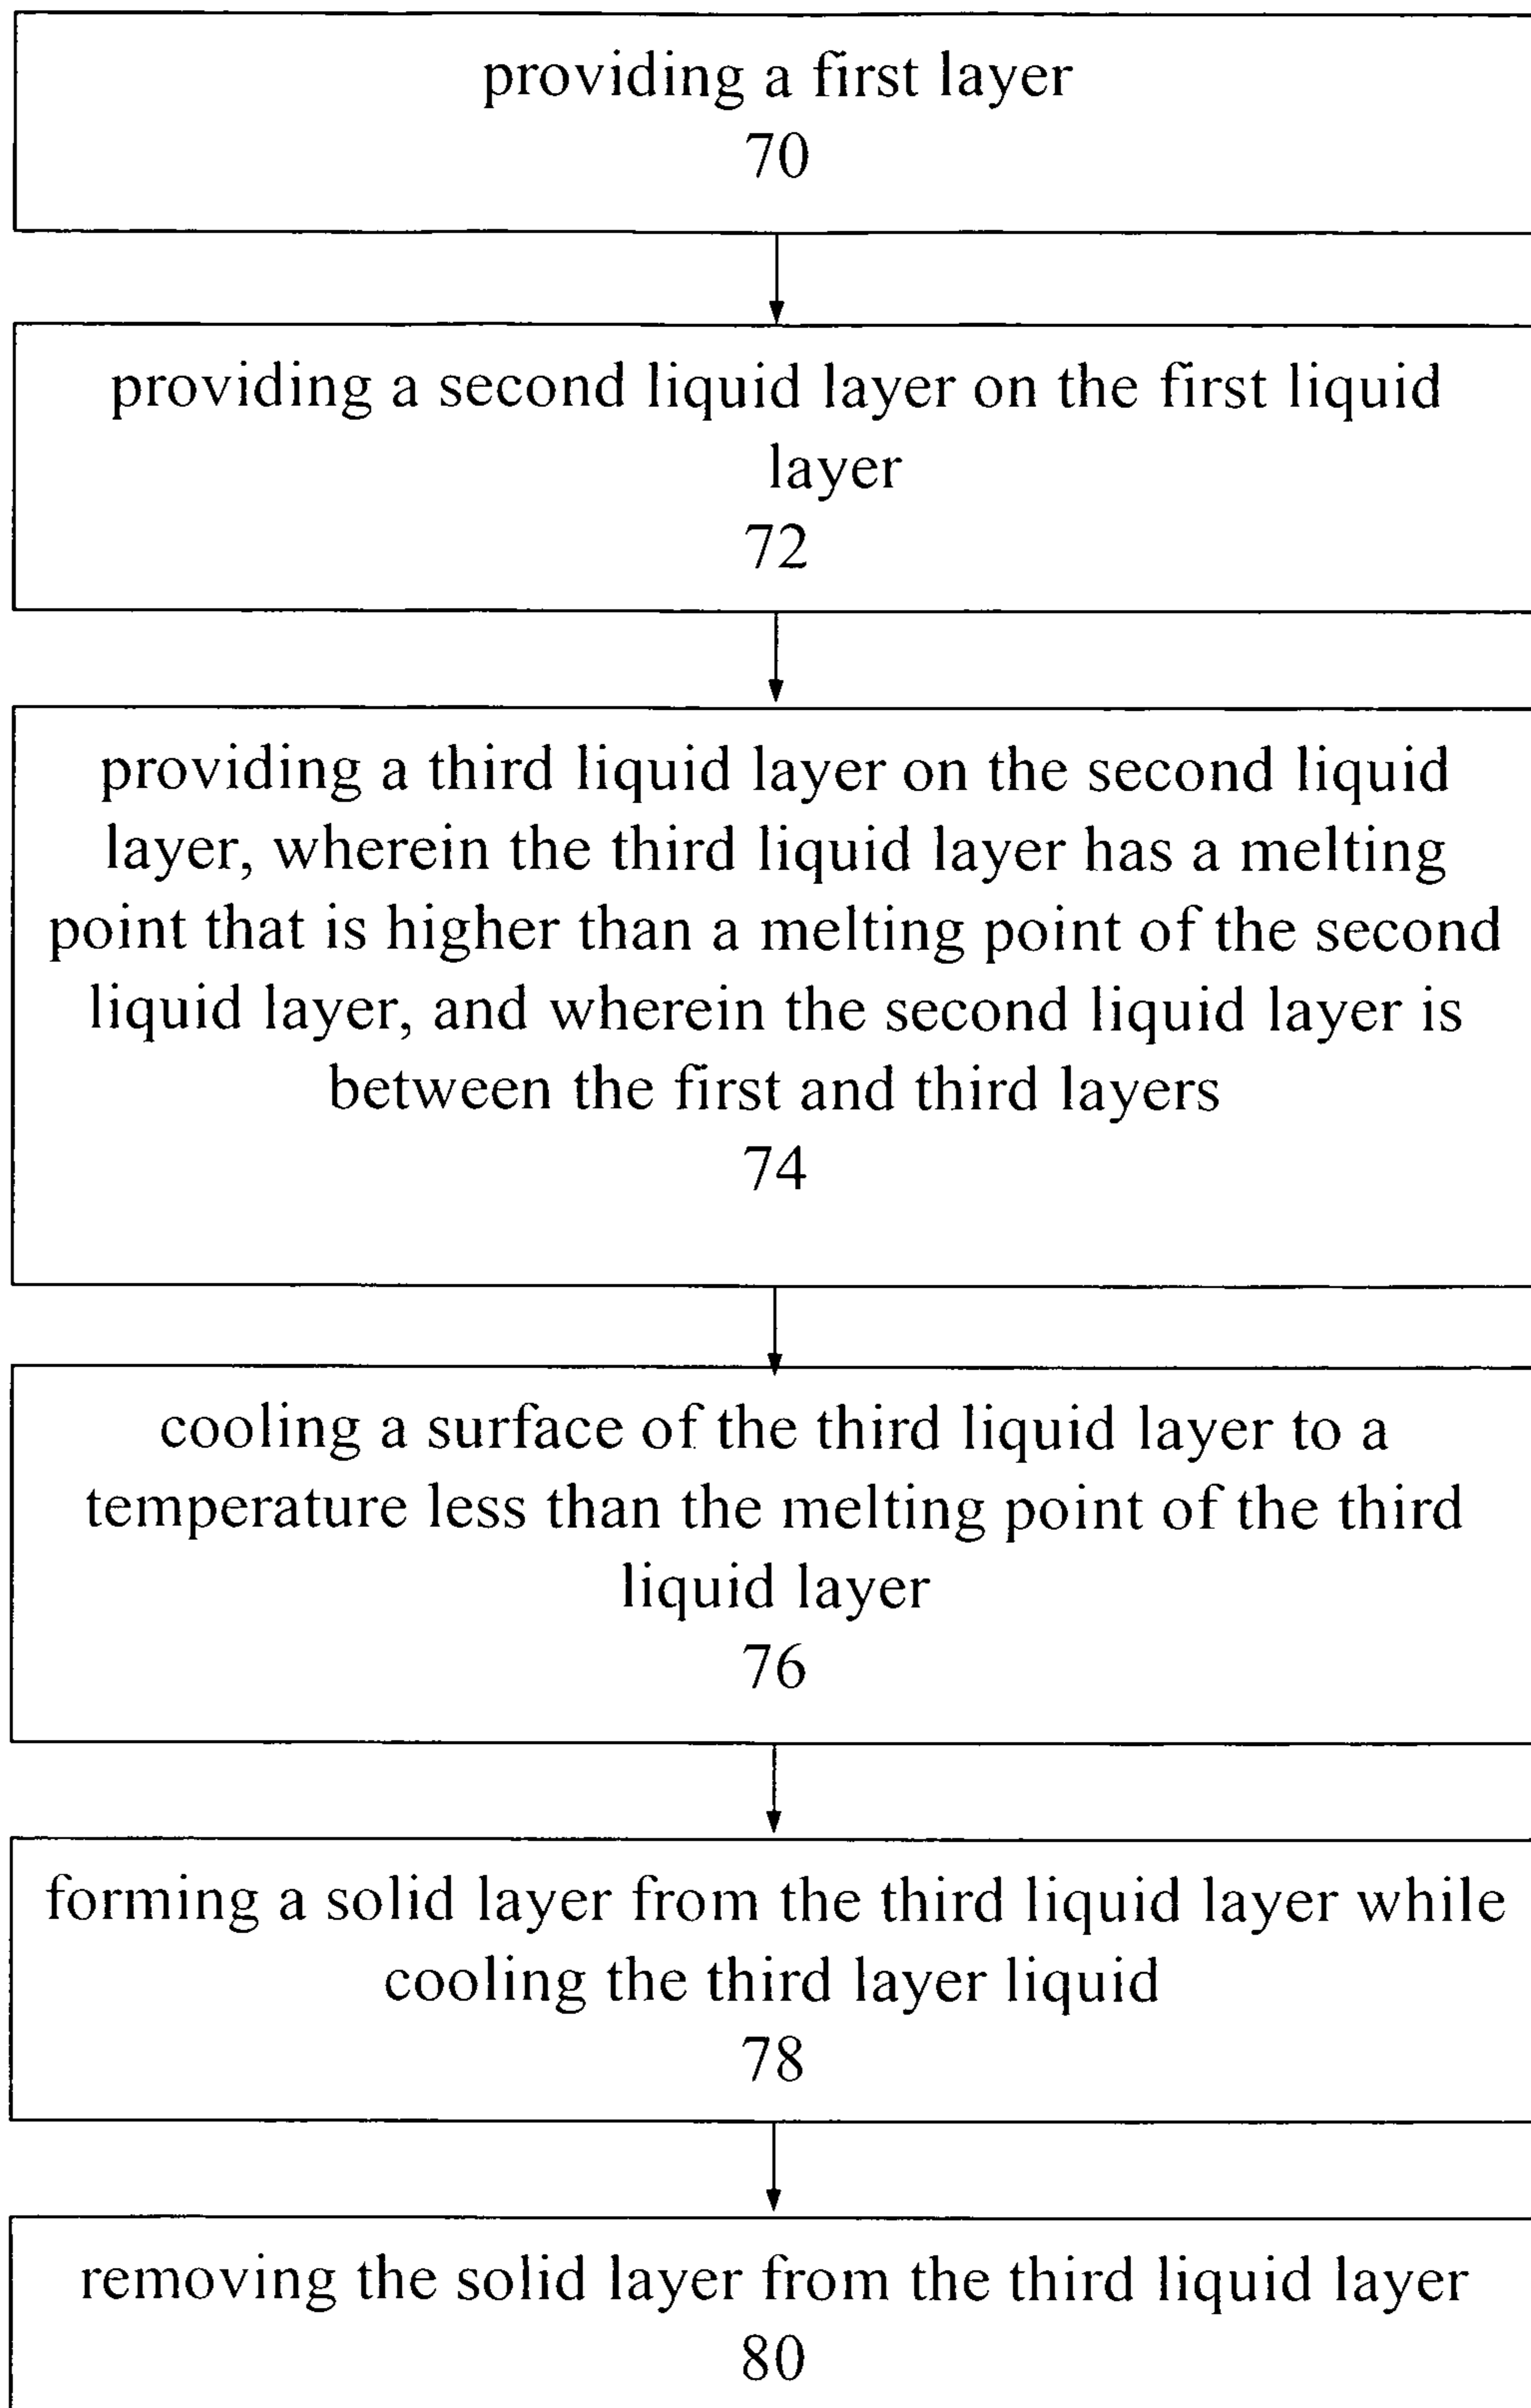 providing a first layer
70
providing a second liquid layer on the first liquid
layer
72
providing a third liquid layer on the second liquid
layer, wherein the third liquid layer has a melting
point that is higher than a melting point of the second
liquid layer, and wherein the second liquid layer is
between the first and third layers
74
cooling a surface of the third liquid layer to a
temperature less than the melting point of the third
liquid layer
76
forming a solid layer from the third liquid layer while
cooling the third layer liquid
78
removing the solid layer from the third liquid layer
80